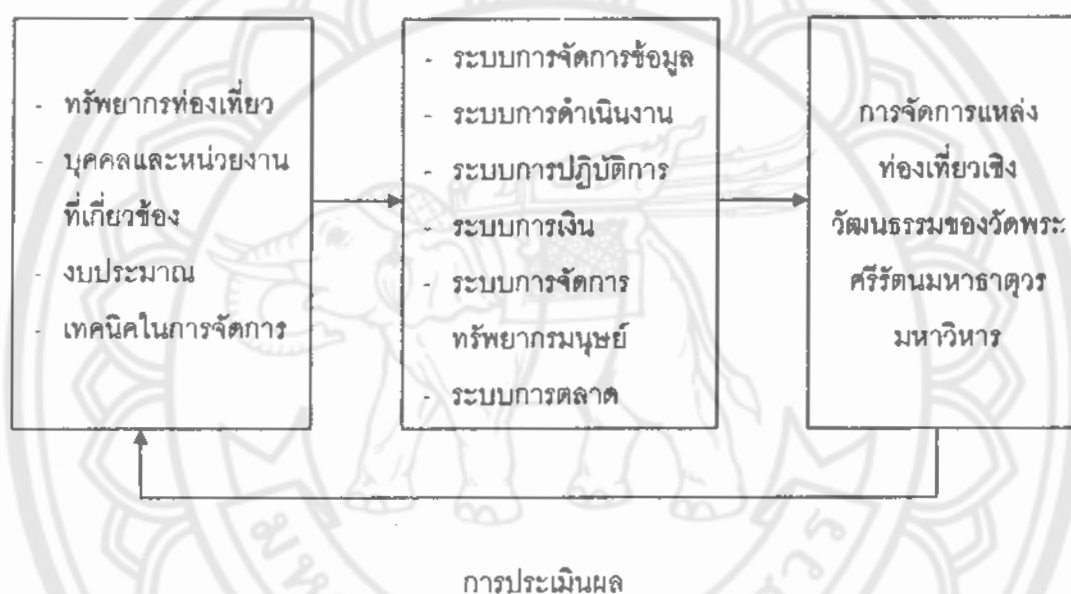 - ทรัพยากรท่องเที่ยว
- บุคคลและหน่วยงาน
ที่เกี่ยวข้อง
- งบประมาณ
- เทคนิคในการจัดการ
- ระบบการจัดการข้อมูล
- ระบบการดำเนินงาน
- ระบบการปฏิบัติการ
- ระบบการเงิน
- ระบบการจัดการ
ทรัพยากรมนุษย์
- ระบบการตลาด
การจัดการแหล่ง
ท่องเที่ยวเชิง
วัฒนธรรมของวัดพระ
ศรีรัตนมหาธาตุวร
มหาวิหาร
การประเมินผล